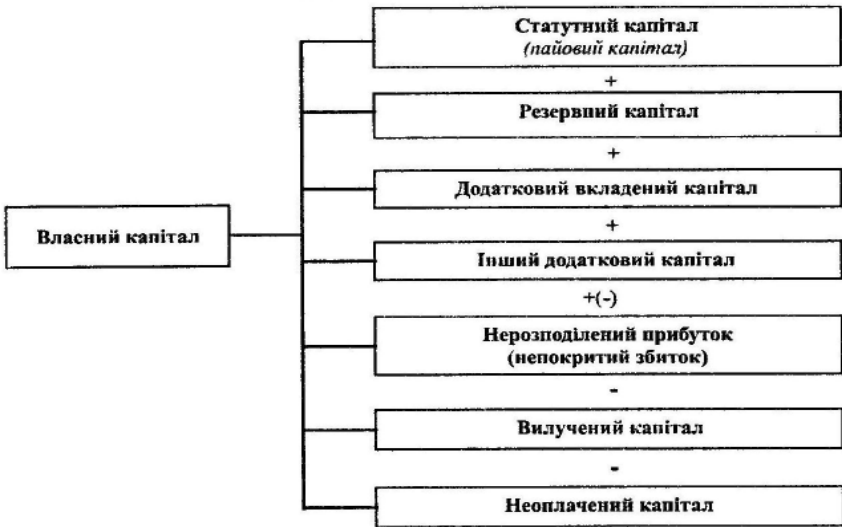 Статутний капітал
(пайовий капітал)
+
Резервний капітал
+
Додатковий вкладений капітал
+
Власний капітал
Інший додатковий капітал
+(-)
Нерозподілений прибуток
(непокритий збиток)
-
Вилучений капітал
-
Неоплачений капітал